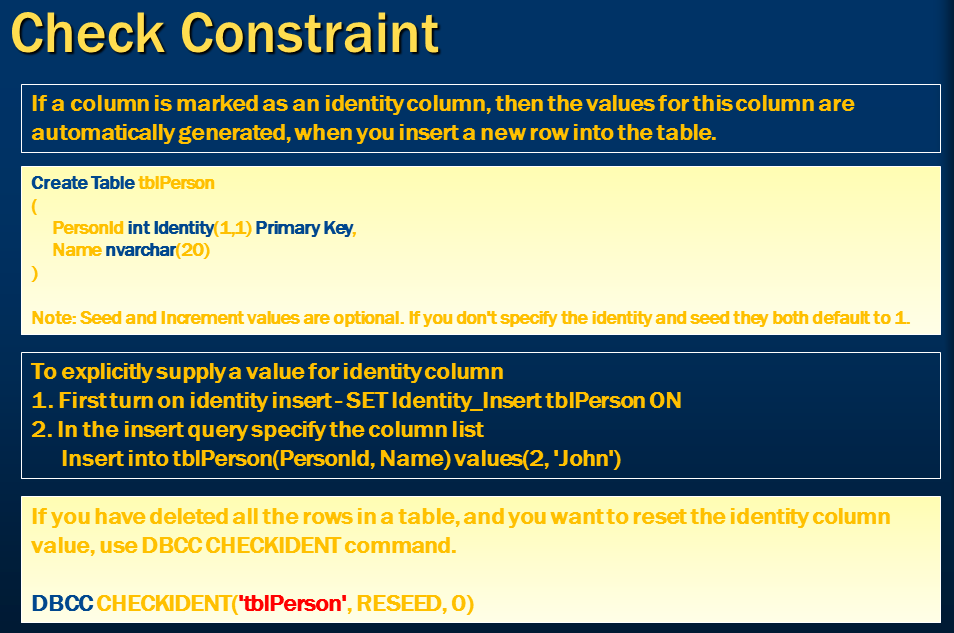 Check Constraint
If a column is marked as an identity column, then the values for this column are
automatically generated, when you insert a new row into the table.
Create Table tblPerson
(
PersonId int Identity(1,1) Primary Key,
Name nvarchar(20)
)
Note: Seed and Increment values are optional. If you don't specify the identity and seed they both default to 1.
To explicitly supply a value for identity column
1. First turn on identity insert - SET Identity_Insert tblPerson ON
2. In the insert query specify the column list
Insert into tblPerson(PersonId, Name) values(2, 'John')
If you have deleted all the rows in a table, and you want to reset the identity column
value, use DBCC CHECKIDENT command.
DBCC CHECKIDENT('tblPerson', RESEED, 0)